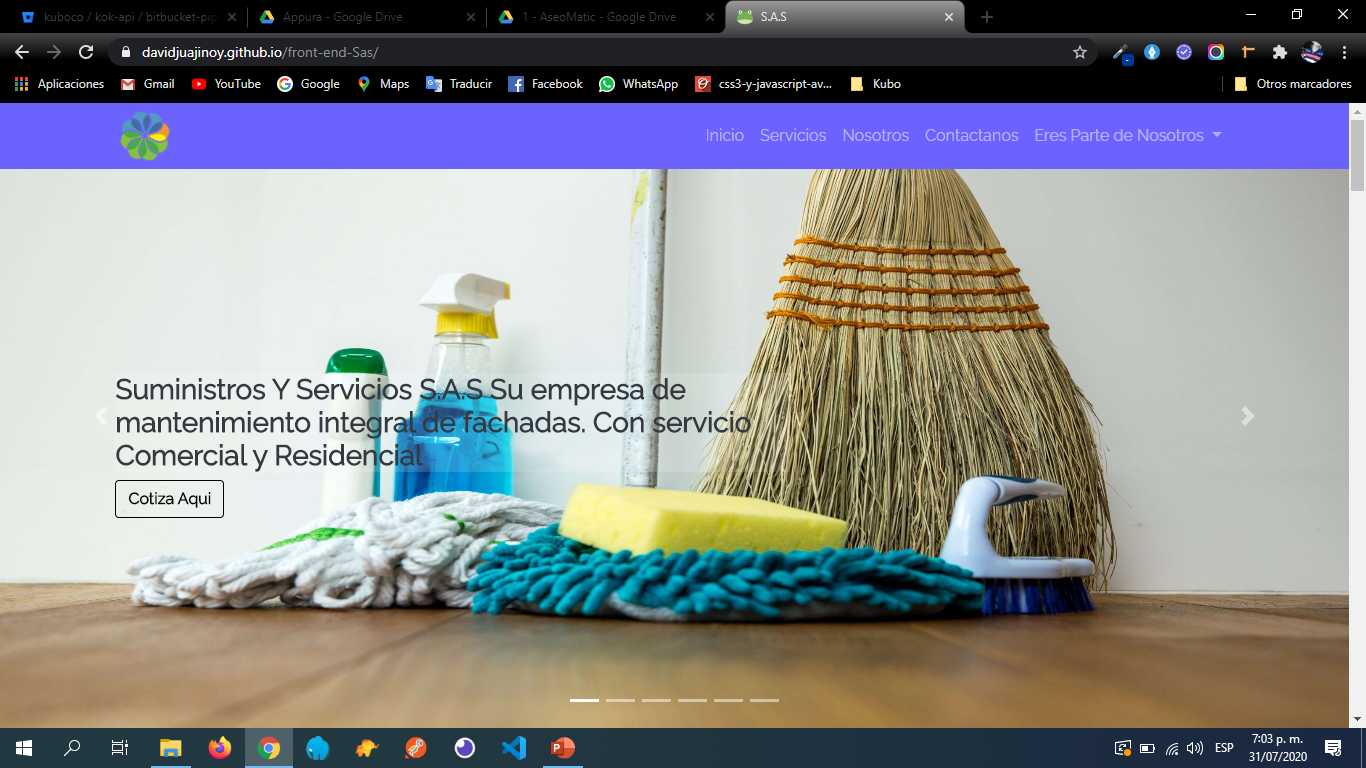 kuboco / kok-api / bitbucket-pip
Appura - Google Drive
1 - AseoMatic - Google Drive
S.A.S
davidjuajinoy.github.io/front-end-Sas/
Aplicaciones
Gmail
YouTube
Google
Maps
Traducir
Facebook
WhatsApp
css3-y-javascript-av...
Kubo
Otros marcadores
Inicio
Servicios
Nosotros
Contactanos
Eres Parte de Nosotros
Suministros Y Servicios S.A.S Su empresa de
mantenimiento integral de fachadas. Con servicio
Comercial y Residencial
Cotiza Aqui
ESP
7:03 p. m.
31/07/2020